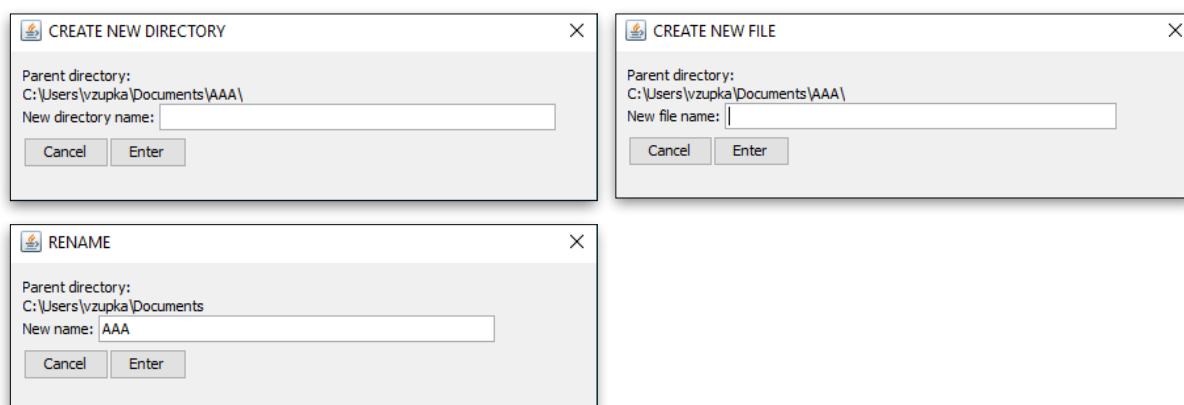 CREATE NEW DIRECTORY
Parent directory:
C:\Users\vzupka\Documents\AAA\
New directory name:
Cancel Enter
CREATE NEW FILE
Parent directory:
C:\Users\vzupka\Documents\AAA\
New file name:
Cancel Enter
RENAME
Parent directory:
C:\Users\vzupka\Documents
New name: AAA
Cancel Enter